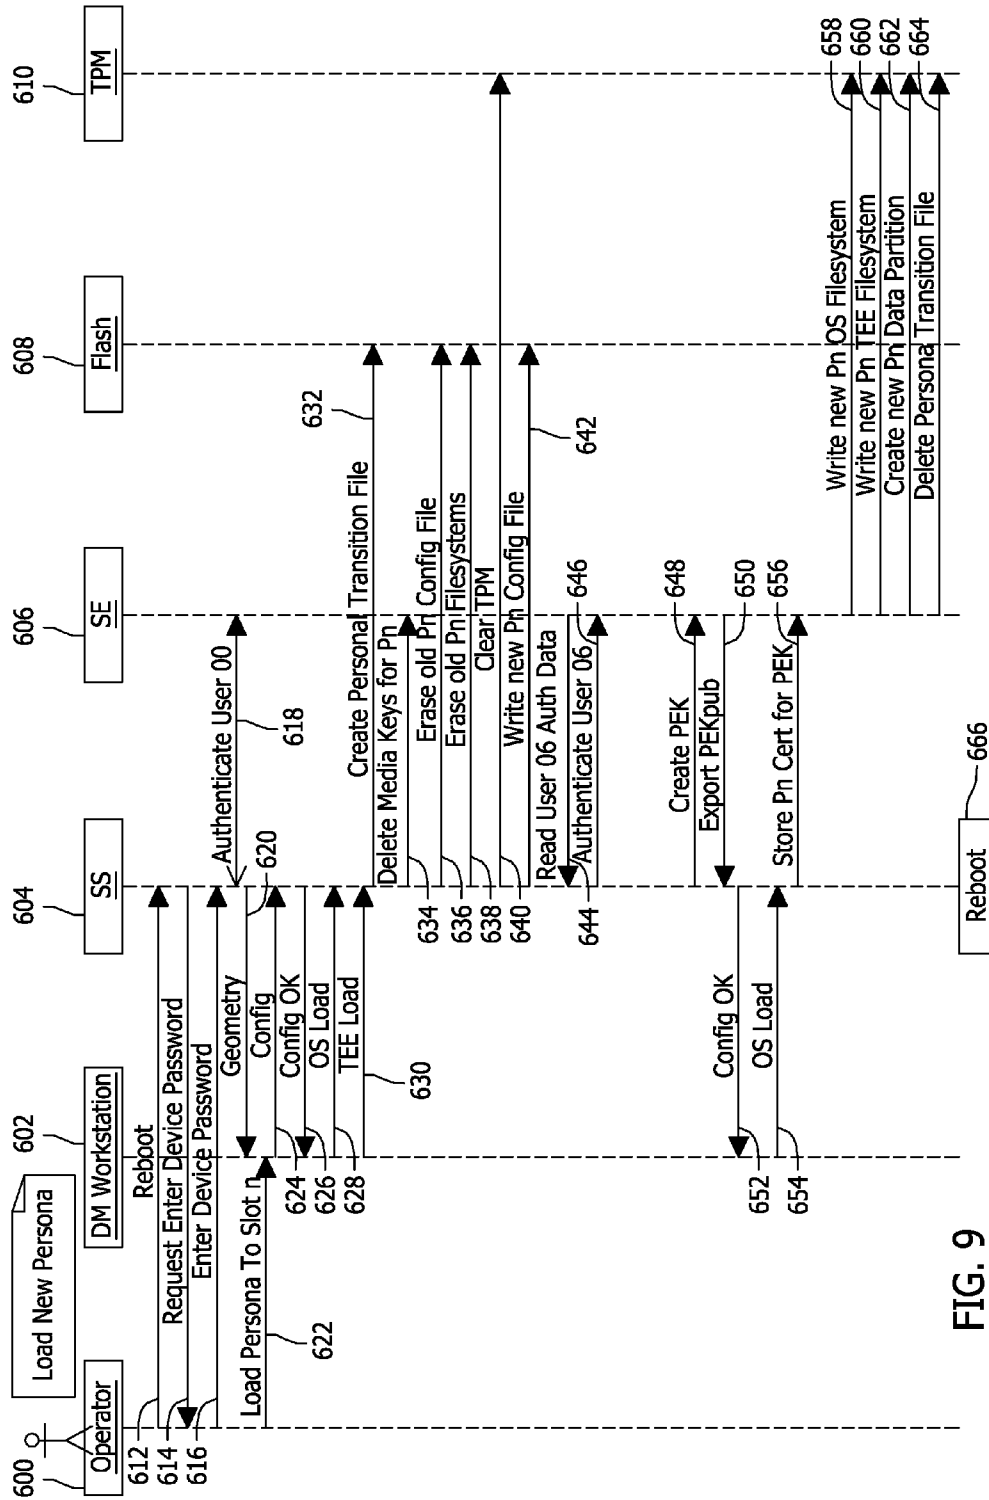 Load New Persona
600
602
604
606
608
610
Operator
DM Workstation
SS
SE
Flash
TPM
612
Reboot
614
Request Enter Device Password
616
Enter Device Password
Authenticate User 00
618
Geometry
620
Load Persona To Slot n
622
Config
624
Config OK
626
OS Load
628
TEE Load
630
Create Personal Transition File
632
Delete Media Keys for Pn
634
Erase old Pn Config File
636
Erase old Pn Filesystems
638
Clear TPM
640
Write new Pn Config File
642
Read User 06 Auth Data
644
Authenticate User 06
646
Create PEK
648
Export PEKpub
650
Config OK
652
OS Load
654
Store Pn Cert for PEK
656
Write new Pn OS Filesystem
658
Write new Pn TEE Filesystem
660
Create new Pn Data Partition
662
Delete Persona Transition File
664
Reboot
666
FIG. 9